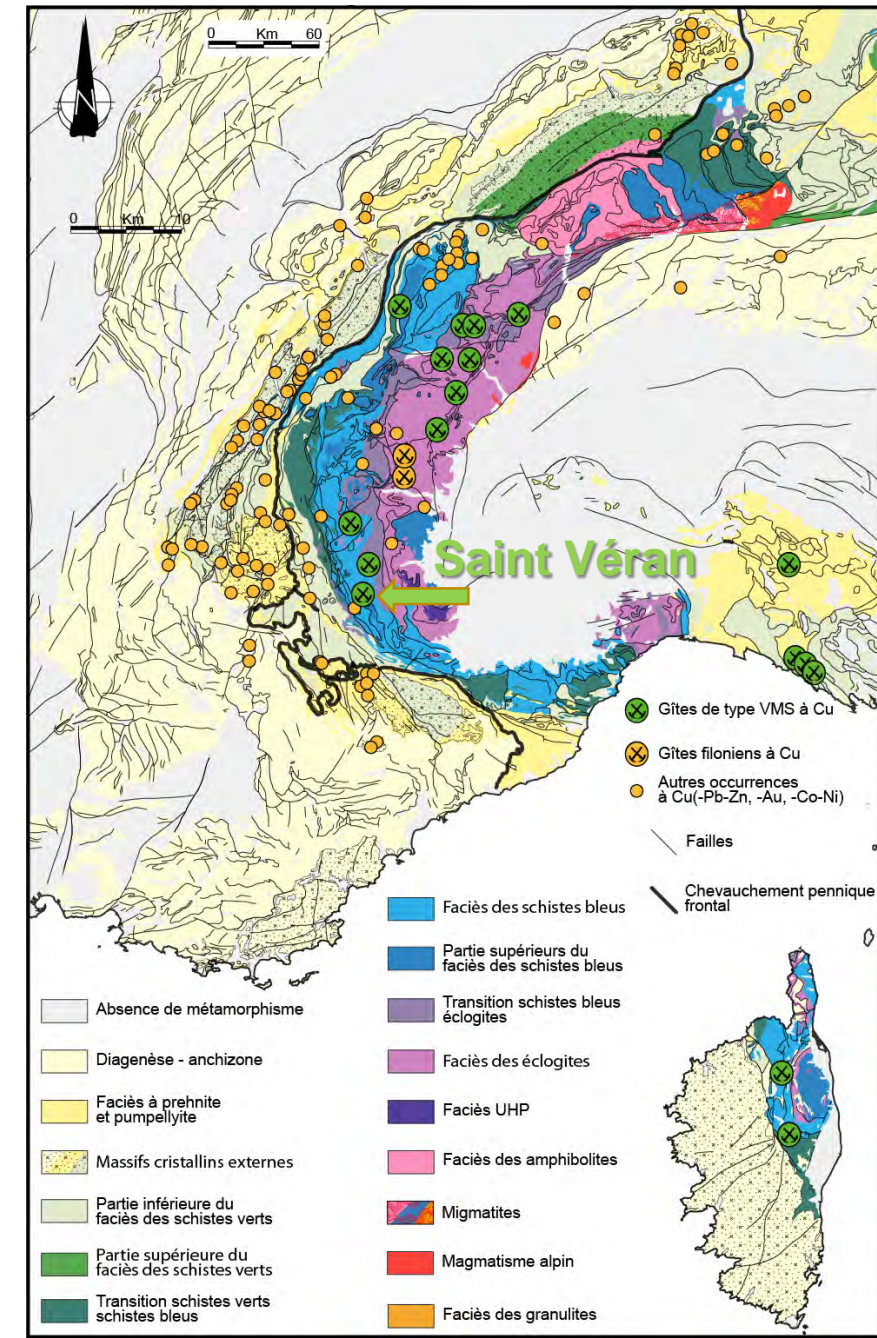 0 Km 60
N
0 Km 10
Saint Véran
Gîtes de type VMS à Cu
Gîtes filoniens à Cu
Autres occurrences
à Cu(-Pb-Zn, -Au, -Co-Ni)
Failles
Chevauchement pennique
frontal
Absence de métamorphisme
Diagenèse - anchizone
Faciès à prehnite
et pumpellyite
Massifs cristallins externes
Partie inférieure du
faciès des schistes verts
Partie supérieure du
faciès des schistes verts
Transition schistes verts
schistes bleus
Faciès des schistes bleus
Partie supérieurs du
faciès des schistes bleus
Transition schistes bleus
éclogites
Faciès des éclogites
Faciès UHP
Faciès des amphibolites
Migmatites
Magmatisme alpin
Faciès des granulites